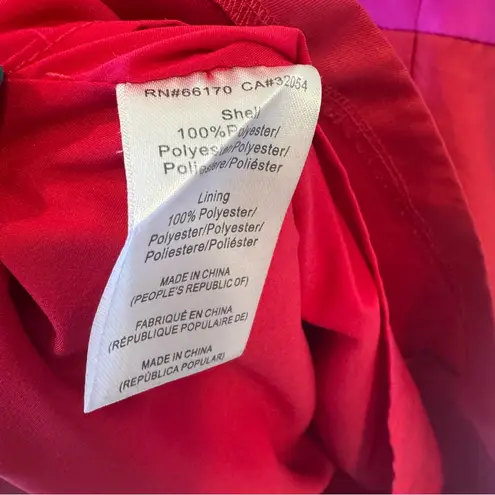 RN#66170 CA#32054
Shell/
100%Polyester/
Polyester/Polyester/
Poliestere/Poliéster
Lining
100% Polyester/
Polyester/Polyester/
Poliestere/Poliéster
MADE IN CHINA
(PEOPLE'S REPUBLIC OF)
FABRIQUÉ EN CHINA
(RÉPUBLIQUE POPULAIRE DE)
MADE IN CHINA
(REPÚBLICA POPULAR)